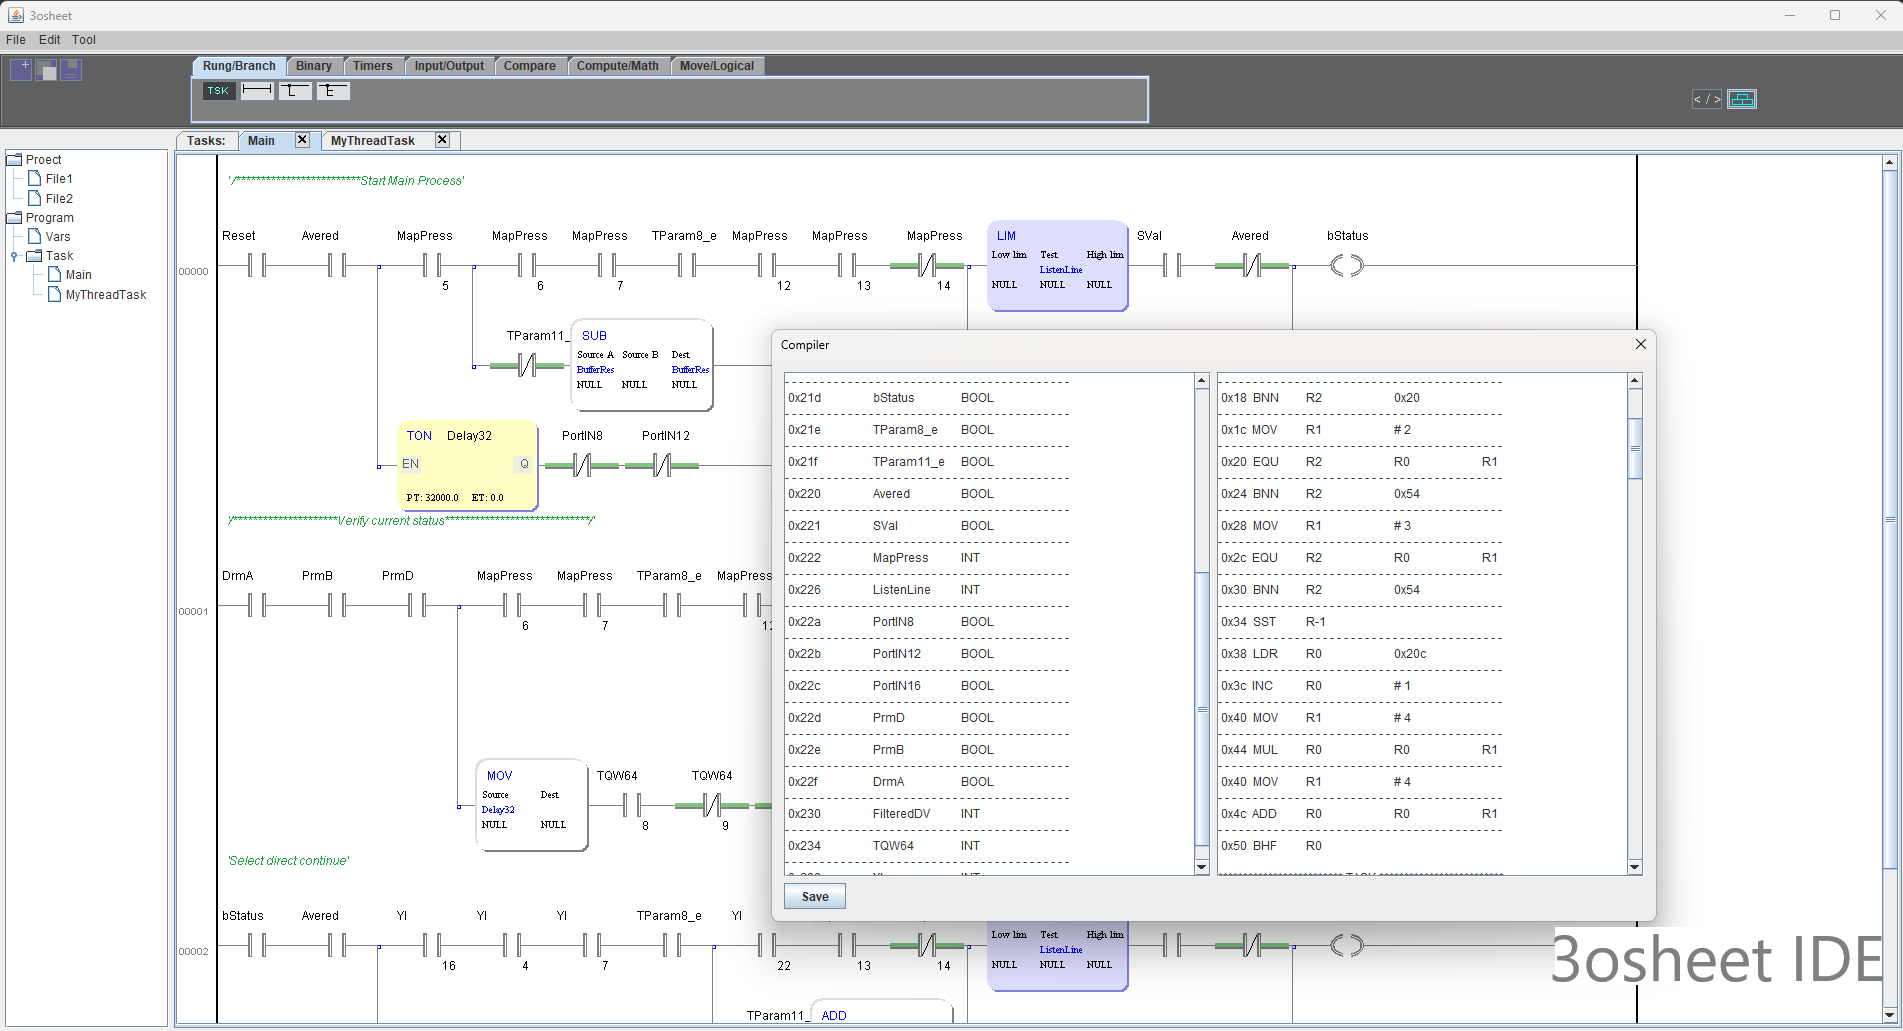 3osheet
File Edit Tool
Rung/Branch Binary Timers Input/Output Compare Compute/Math Move/Logical
TSK
< / >
Tasks: Main MyThreadTask
Proect
File1
File2
Program
Vars
Task
Main
MyThreadTask
'/*************************Start Main Process'
Reset Avered MapPress MapPress MapPress TParam8_e MapPress MapPress MapPress LIM SVal Avered bStatus
Low lim Test High lim
ListenLine
00000
NULL NULL NULL
5 6 7 12 13 14
TParam11_ SUB
Source A Source B Dest
BufferRes BufferRes
NULL NULL NULL
TON Delay32 PortIN8 PortIN12
EN Q
PT: 32000.0 ET: 0.0
/*********************Verify current status*****************************/'
DrmA PrmB PrmD MapPress MapPress TParam8_e MapPress
00001
6 7
MOV TQW64 TQW64
Source Dest
Delay32
NULL NULL
8 9
'Select direct continue'
bStatus Avered YI YI YI TParam8_e YI
Low lim Test High lim
ListenLine
00002
NULL NULL NULL
16 4 7 22 13 14
TParam11_ ADD
Compiler
0x21d bStatus BOOL
0x21e TParam8_e BOOL
0x21f TParam11_e BOOL
0x220 Avered BOOL
0x221 SVal BOOL
0x222 MapPress INT
0x226 ListenLine INT
0x22a PortIN8 BOOL
0x22b PortIN12 BOOL
0x22c PortIN16 BOOL
0x22d PrmD BOOL
0x22e PrmB BOOL
0x22f DrmA BOOL
0x230 FilteredDV INT
0x234 TQW64 INT
0x18 BNN R2 0x20
0x1c MOV R1 # 2
0x20 EQU R2 R0 R1
0x24 BNN R2 0x54
0x28 MOV R1 # 3
0x2c EQU R2 R0 R1
0x30 BNN R2 0x54
0x34 SST R-1
0x38 LDR R0 0x20c
0x3c INC R0 # 1
0x40 MOV R1 # 4
0x44 MUL R0 R0 R1
0x40 MOV R1 # 4
0x4c ADD R0 R0 R1
0x50 BHF R0
Save
3osheet IDE